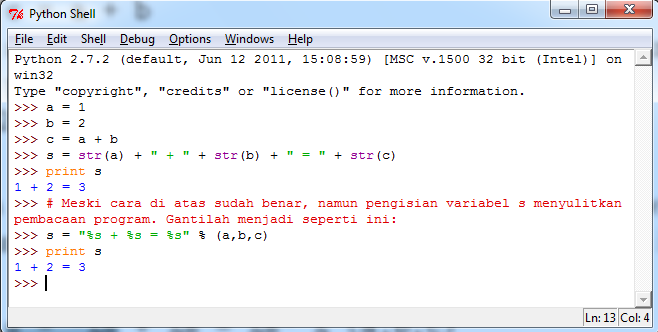 Python Shell
File Edit Shell Debug Options Windows Help
Python 2.7.2 (default, Jun 12 2011, 15:08:59) [MSC v.1500 32 bit (Intel)] on
win32
Type "copyright", "credits" or "license()" for more information.
>>> a = 1
>>> b = 2
>>> c = a + b
>>> s = str(a) + " + " + str(b) + " = " + str(c)
>>> print s
1 + 2 = 3
>>> # Meski cara di atas sudah benar, namun pengisian variabel s menyulitkan
pembacaan program. Gantilah menjadi seperti ini:
>>> s = "%s + %s = %s" % (a,b,c)
>>> print s
1 + 2 = 3
>>>
Ln: 13 Col: 4